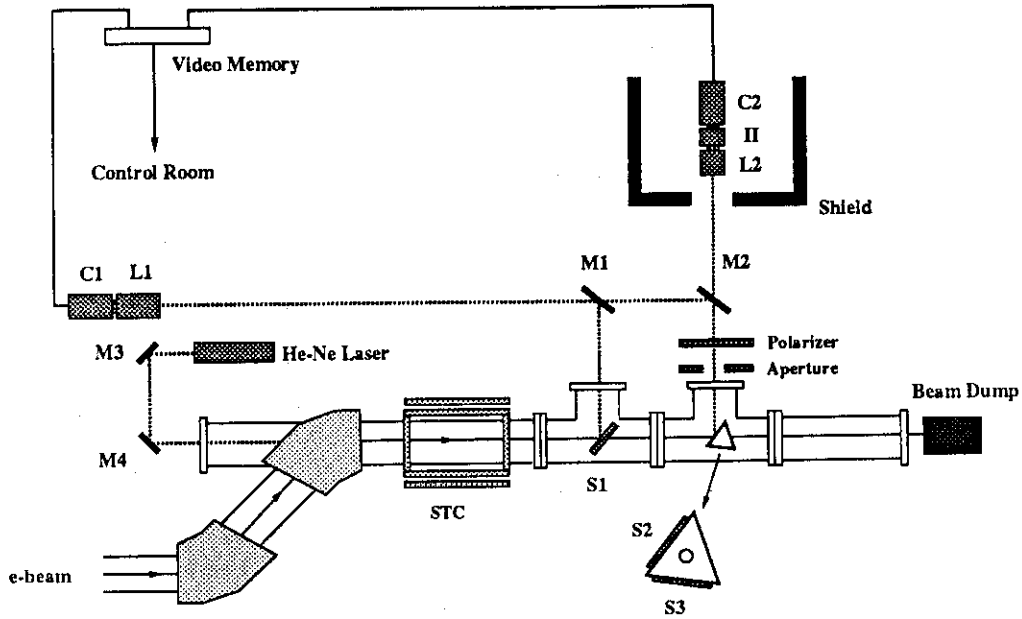 Video Memory
Control Room
C2
II
L2
Shield
C1
L1
M1
M2
M3
He-Ne Laser
Polarizer
Aperture
Beam Dump
M4
STC
S1
S2
S3
e-beam